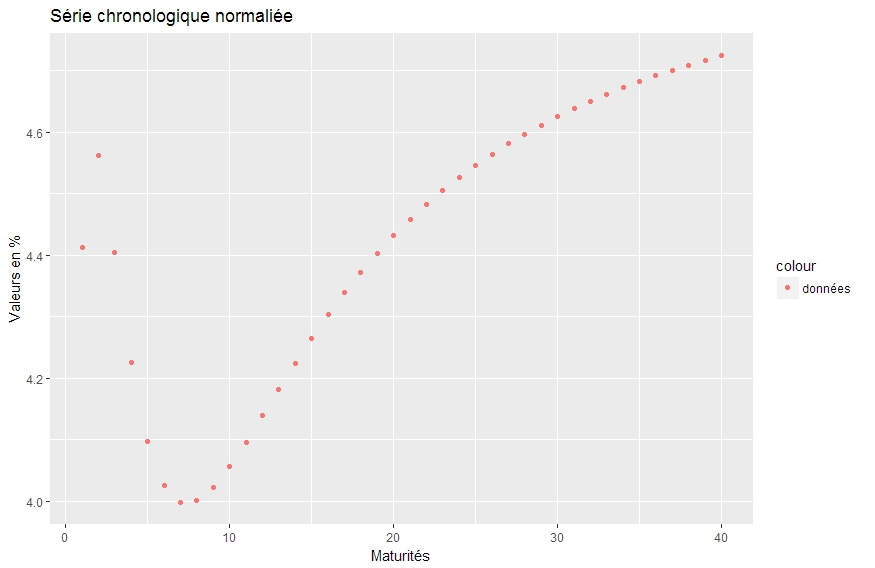 Série chronologique normaliée
Valeurs en %
4.6
4.4
4.2
4.0
0 10 20 30 40
Maturités
colour
données